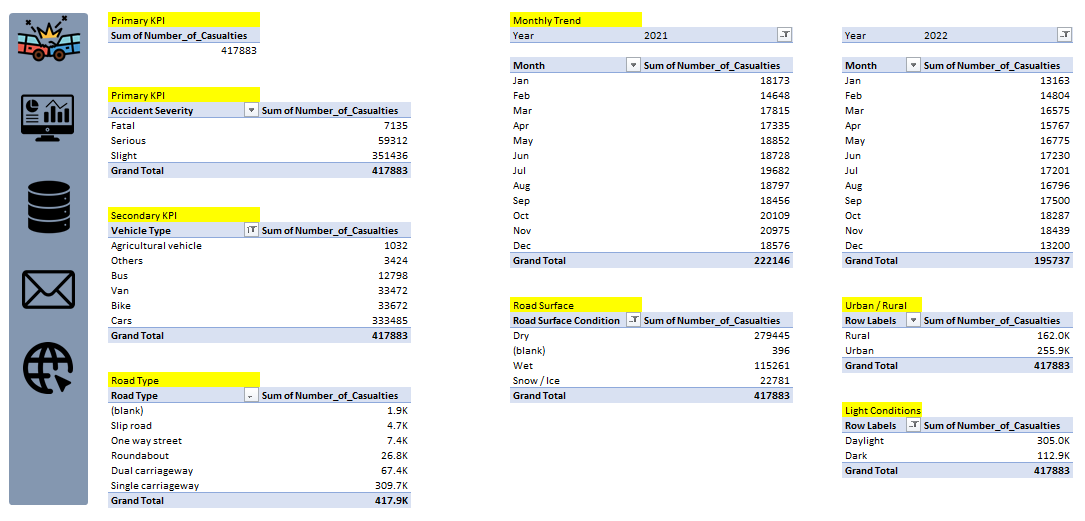 Primary KPI
Sum of Number_of_Casualties
417883
Primary KPI
Accident Severity Sum of Number_of_Casualties
Fatal 7135
Serious 59312
Slight 351436
Grand Total 417883
Secondary KPI
Vehicle Type Sum of Number_of_Casualties
Agricultural vehicle 1032
Others 3424
Bus 12798
Van 33472
Bike 33672
Cars 333485
Grand Total 417883
Road Type
Road Type Sum of Number_of_Casualties
(blank) 1.9K
Slip road 4.7K
One way street 7.4K
Roundabout 26.8K
Dual carriageway 67.4K
Single carriageway 309.7K
Grand Total 417.9K
Monthly Trend
Year 2021
Month Sum of Number_of_Casualties
Jan 18173
Feb 14648
Mar 17815
Apr 17335
May 18852
Jun 18728
Jul 19682
Aug 18797
Sep 18456
Oct 20109
Nov 20975
Dec 18576
Grand Total 222146
Year 2022
Month Sum of Number_of_Casualties
Jan 13163
Feb 14804
Mar 16575
Apr 15767
May 16775
Jun 17230
Jul 17201
Aug 16796
Sep 17500
Oct 18287
Nov 18439
Dec 13200
Grand Total 195737
Road Surface
Road Surface Condition Sum of Number_of_Casualties
Dry 279445
(blank) 396
Wet 115261
Snow / Ice 22781
Grand Total 417883
Urban / Rural
Row Labels Sum of Number_of_Casualties
Rural 162.0K
Urban 255.9K
Grand Total 417883
Light Conditions
Row Labels Sum of Number_of_Casualties
Daylight 305.0K
Dark 112.9K
Grand Total 417883